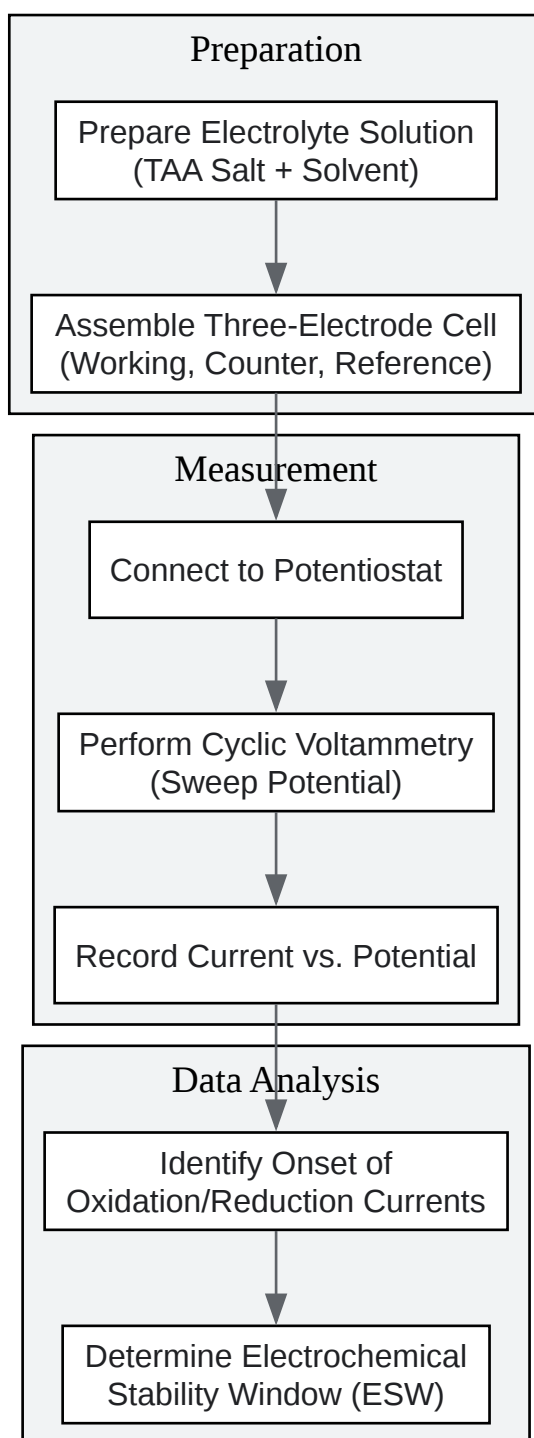 Preparation
Prepare Electrolyte Solution
(TAA Salt + Solvent)
Assemble Three-Electrode Cell
(Working, Counter, Reference)
Measurement
Connect to Potentiostat
Perform Cyclic Voltammetry
(Sweep Potential)
Record Current vs. Potential
Data Analysis
Identify Onset of
Oxidation/Reduction Currents
Determine Electrochemical
Stability Window (ESW)